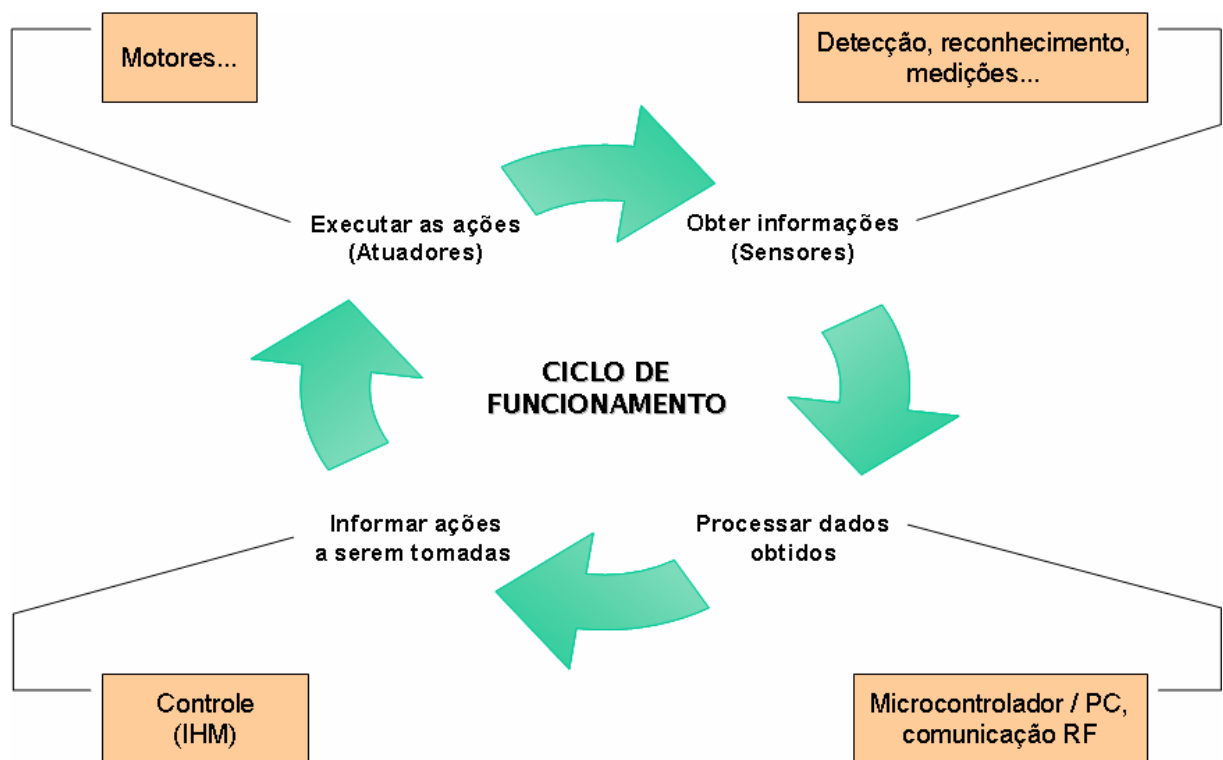 Motores...
Detecção, reconhecimento,
medições...
Executar as ações
(Atuadores)
Obter informações
(Sensores)
CICLO DE
FUNCIONAMENTO
Informar ações
a serem tomadas
Processar dados
obtidos
Controle
(IHM)
Microcontrolador / PC,
comunicação RF